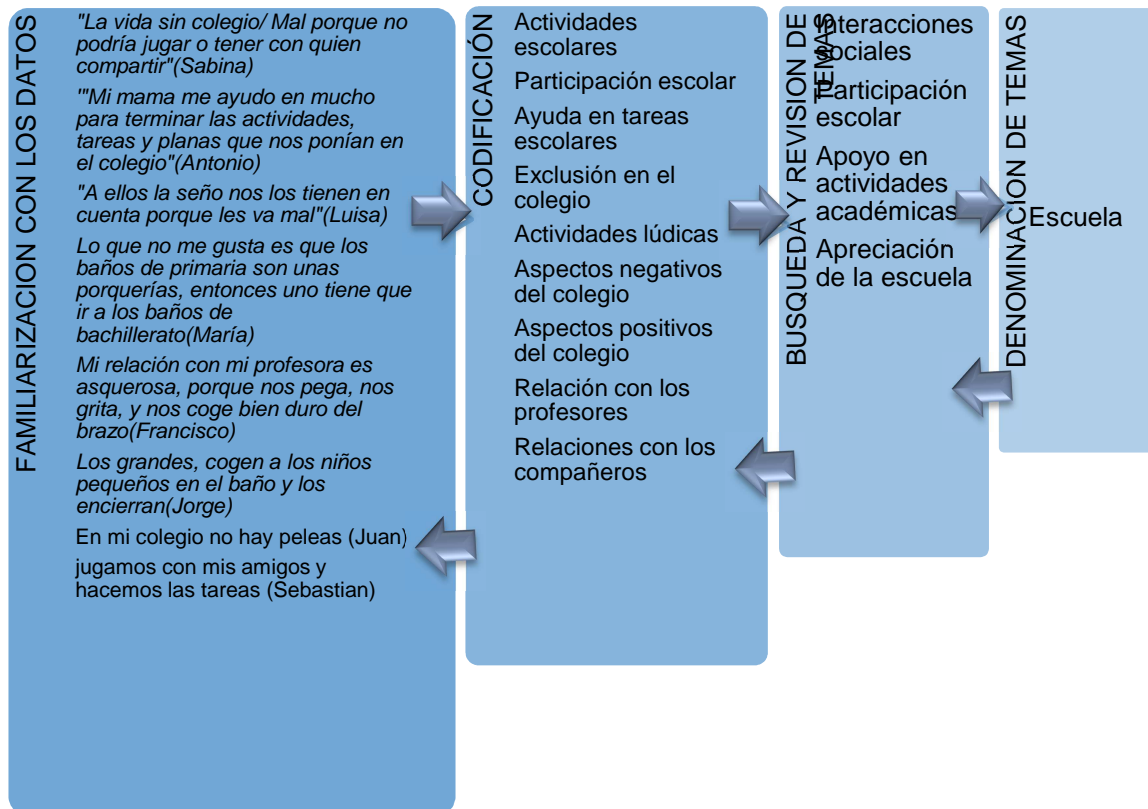 FAMILIARIZACION CON LOS DATOS
"La vida sin colegio/ Mal porque no
podría jugar o tener con quien
compartir"(Sabina)
'"Mi mama me ayudo en mucho
para terminar las actividades,
tareas y planas que nos ponían en
el colegio"(Antonio)
"A ellos la seño nos los tienen en
cuenta porque les va mal"(Luisa)
Lo que no me gusta es que los
baños de primaria son unas
porquerías, entonces uno tiene que
ir a los baños de
bachillerato(María)
Mi relación con mi profesora es
asquerosa, porque nos pega, nos
grita, y nos coge bien duro del
brazo(Francisco)
Los grandes, cogen a los niños
pequeños en el baño y los
encierran(Jorge)
En mi colegio no hay peleas (Juan)
jugamos con mis amigos y
hacemos las tareas (Sebastian)
CODIFICACIÓN
Actividades
escolares
Participación escolar
Ayuda en tareas
escolares
Exclusión en el
colegio
Actividades lúdicas
Aspectos negativos
del colegio
Aspectos positivos
del colegio
Relación con los
profesores
Relaciones con los
compañeros
BUSQUEDA Y REVISION DE
TEMAS
Interacciones
sociales
Participación
escolar
Apoyo en
actividades
académicas
Apreciación
de la escuela
DENOMINACION DE TEMAS
Escuela